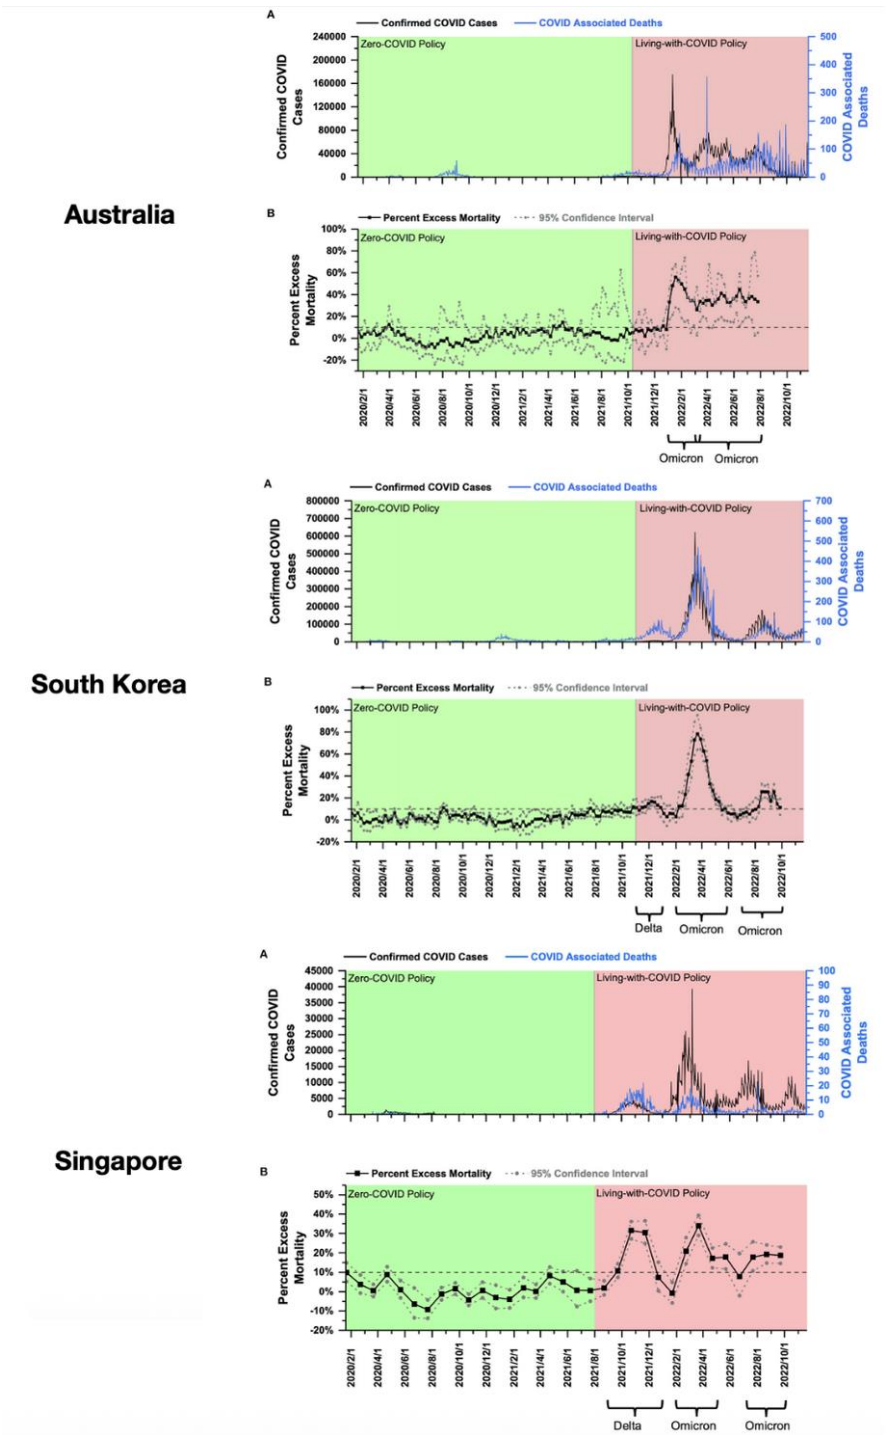 A
Confirmed COVID Cases
COVID Associated Deaths
Zero-COVID Policy
Living-with-COVID Policy
Confirmed COVID
Cases
240000
200000
160000
120000
80000
40000
0
500
400
300
200
100
0
COVID Associated
Deaths
Australia
B
Percent Excess Mortality
95% Confidence Interval
Zero-COVID Policy
Living-with-COVID Policy
Percent Excess
Mortality
100%
80%
60%
40%
20%
0%
-20%
2020/2/1
2020/4/1
2020/6/1
2020/8/1
2020/10/1
2020/12/1
2021/2/1
2021/4/1
2021/6/1
2021/8/1
2021/10/1
2021/12/1
2022/2/1
2022/4/1
2022/6/1
2022/8/1
2022/10/1
Omicron
Omicron
A
Confirmed COVID Cases
COVID Associated Deaths
Zero-COVID Policy
Living-with-COVID Policy
Confirmed COVID
Cases
800000
700000
600000
500000
400000
300000
200000
100000
0
700
600
500
400
300
200
100
0
COVID Associated
Deaths
South Korea
B
Percent Excess Mortality
95% Confidence Interval
Zero-COVID Policy
Living-with-COVID Policy
Percent Excess
Mortality
100%
80%
60%
40%
20%
0%
-20%
2020/2/1
2020/4/1
2020/6/1
2020/8/1
2020/10/1
2020/12/1
2021/2/1
2021/4/1
2021/6/1
2021/8/1
2021/10/1
2021/12/1
2022/2/1
2022/4/1
2022/6/1
2022/8/1
2022/10/1
Delta
Omicron
Omicron
A
Confirmed COVID Cases
COVID Associated Deaths
Zero-COVID Policy
Living-with-COVID Policy
Confirmed COVID
Cases
45000
40000
35000
30000
25000
20000
15000
10000
5000
0
100
90
80
70
60
50
40
30
20
10
0
COVID Associated
Deaths
Singapore
B
Percent Excess Mortality
95% Confidence Interval
Zero-COVID Policy
Living-with-COVID Policy
Percent Excess
Mortality
50%
40%
30%
20%
10%
0%
-10%
-20%
2020/2/1
2020/4/1
2020/6/1
2020/8/1
2020/10/1
2020/12/1
2021/2/1
2021/4/1
2021/6/1
2021/8/1
2021/10/1
2021/12/1
2022/2/1
2022/4/1
2022/6/1
2022/8/1
2022/10/1
Delta
Omicron
Omicron